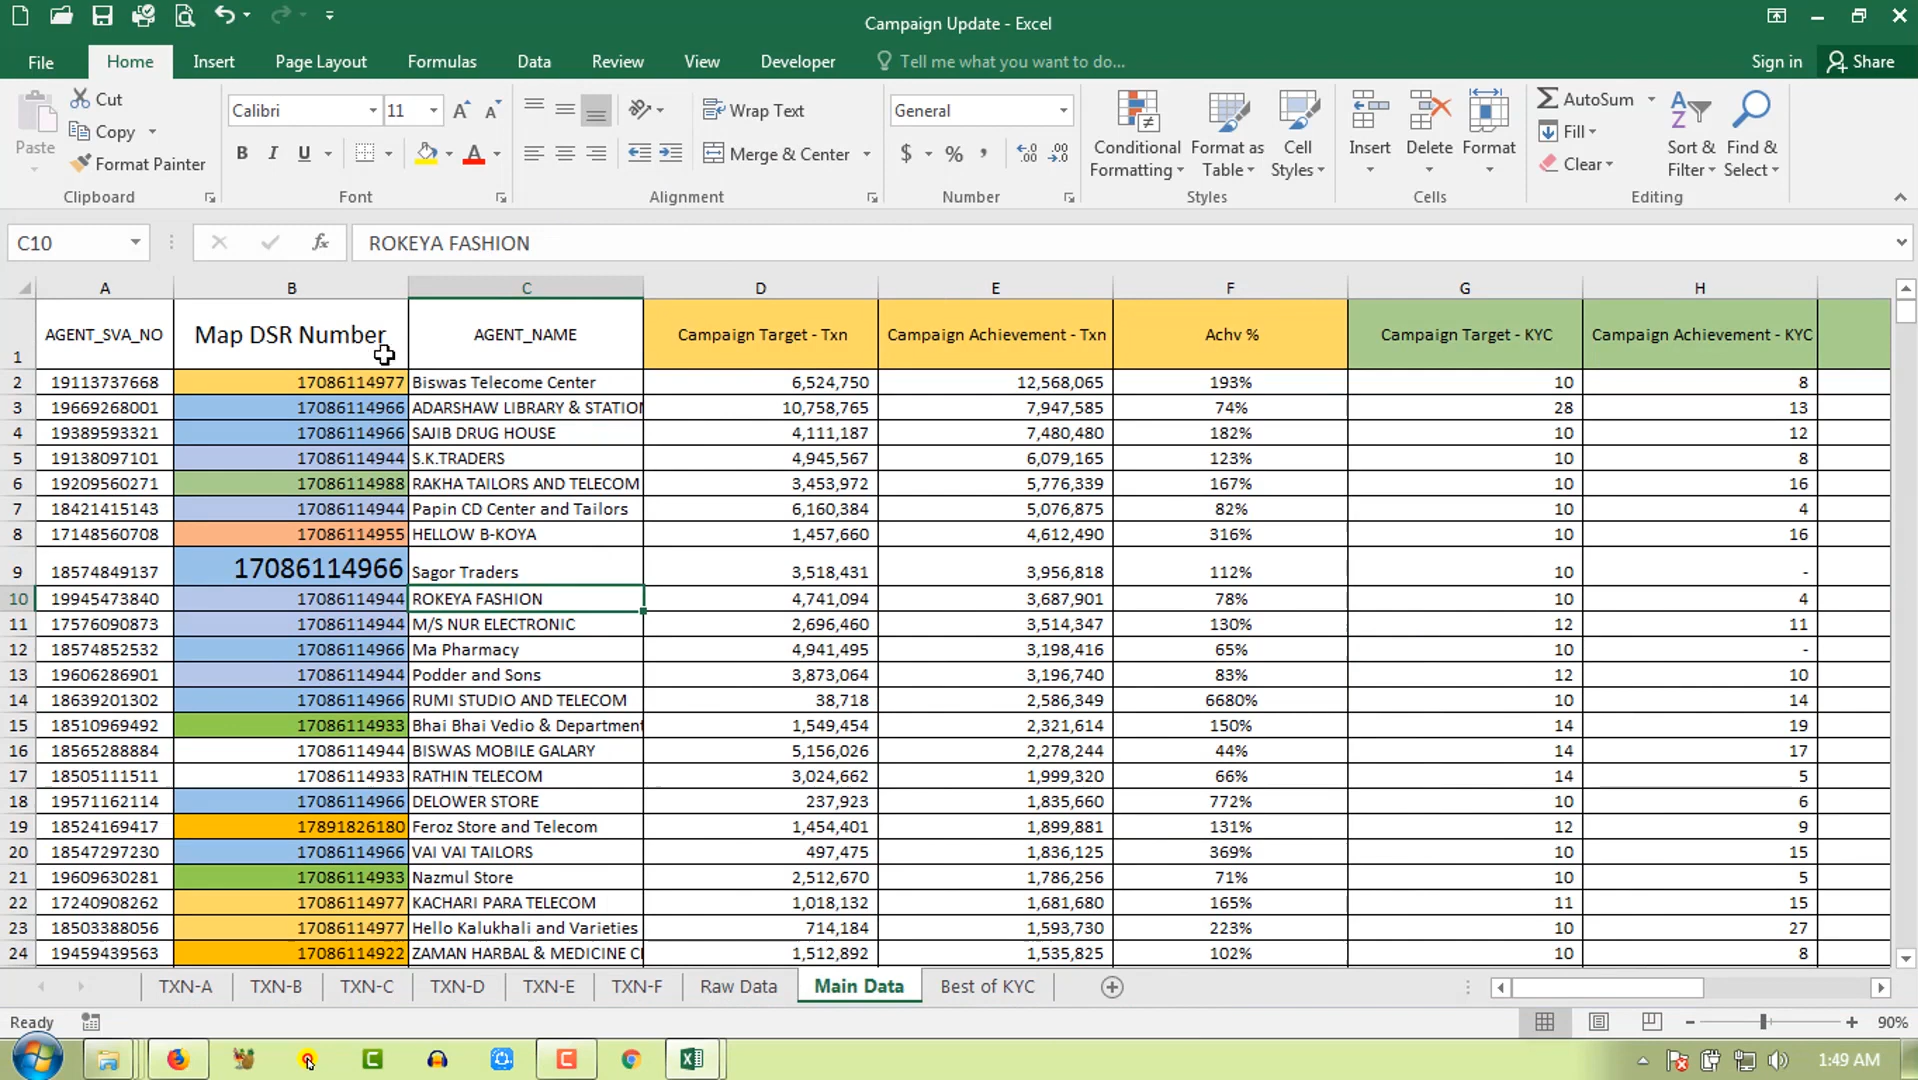 Campaign Update - Excel
File Home Insert Page Layout Formulas Data Review View Developer Tell me what you want to do... Sign in Share
Paste Cut Copy Format Painter Clipboard
Calibri 11 B I U A Font
Wrap Text Merge & Center Alignment
General $ % Number
Conditional Formatting Format as Table Cell Styles Styles
Insert Delete Format Cells
AutoSum Fill Clear Sort & Filter Find & Select Editing
C10 fx ROKEYA FASHION
A B C D E F G H
1 AGENT_SVA_NO Map DSR Number AGENT_NAME Campaign Target - Txn Campaign Achievement - Txn Achv % Campaign Target - KYC Campaign Achievement - KYC
2 19113737668 17086114977 Biswas Telecome Center 6,524,750 12,568,065 193% 10 8
3 19669268001 17086114966 ADARSHAW LIBRARY & STATION 10,758,765 7,947,585 74% 28 13
4 19389593321 17086114966 SAJIB DRUG HOUSE 4,111,187 7,480,480 182% 10 12
5 19138097101 17086114944 S.K.TRADERS 4,945,567 6,079,165 123% 10 8
6 19209560271 17086114988 RAKHA TAILORS AND TELECOM 3,453,972 5,776,339 167% 10 16
7 18421415143 17086114944 Papin CD Center and Tailors 6,160,384 5,076,875 82% 10 4
8 17148560708 17086114955 HELLOW B-KOYA 1,457,660 4,612,490 316% 10 16
9 18574849137 17086114966 Sagor Traders 3,518,431 3,956,818 112% 10 -
10 19945473840 17086114944 ROKEYA FASHION 4,741,094 3,687,901 78% 10 4
11 17576090873 17086114944 M/S NUR ELECTRONIC 2,696,460 3,514,347 130% 12 11
12 18574852532 17086114966 Ma Pharmacy 4,941,495 3,198,416 65% 10 -
13 19606286901 17086114944 Podder and Sons 3,873,064 3,196,740 83% 12 10
14 18639201302 17086114966 RUMI STUDIO AND TELECOM 38,718 2,586,349 6680% 10 14
15 18510969492 17086114933 Bhai Bhai Vedio & Department 1,549,454 2,321,614 150% 14 19
16 18565288884 17086114944 BISWAS MOBILE GALARY 5,156,026 2,278,244 44% 14 17
17 18505111511 17086114933 RATHIN TELECOM 3,024,662 1,999,320 66% 14 5
18 19571162114 17086114966 DELOWER STORE 237,923 1,835,660 772% 10 6
19 18524169417 17891826180 Feroz Store and Telecom 1,454,401 1,899,881 131% 12 9
20 18547297230 17086114966 VAI VAI TAILORS 497,475 1,836,125 369% 10 15
21 19609630281 17086114933 Nazmul Store 2,512,670 1,786,256 71% 10 5
22 17240908262 17086114977 KACHARI PARA TELECOM 1,018,132 1,681,680 165% 11 15
23 18503388056 17086114977 Hello Kalukhali and Varieties 714,184 1,593,730 223% 10 27
24 19459439563 17086114922 ZAMAN HARBAL & MEDICINE 1,512,892 1,535,825 102% 10 8
TXN-A TXN-B TXN-C TXN-D TXN-E TXN-F Raw Data Main Data Best of KYC
Ready 90%
1:49 AM